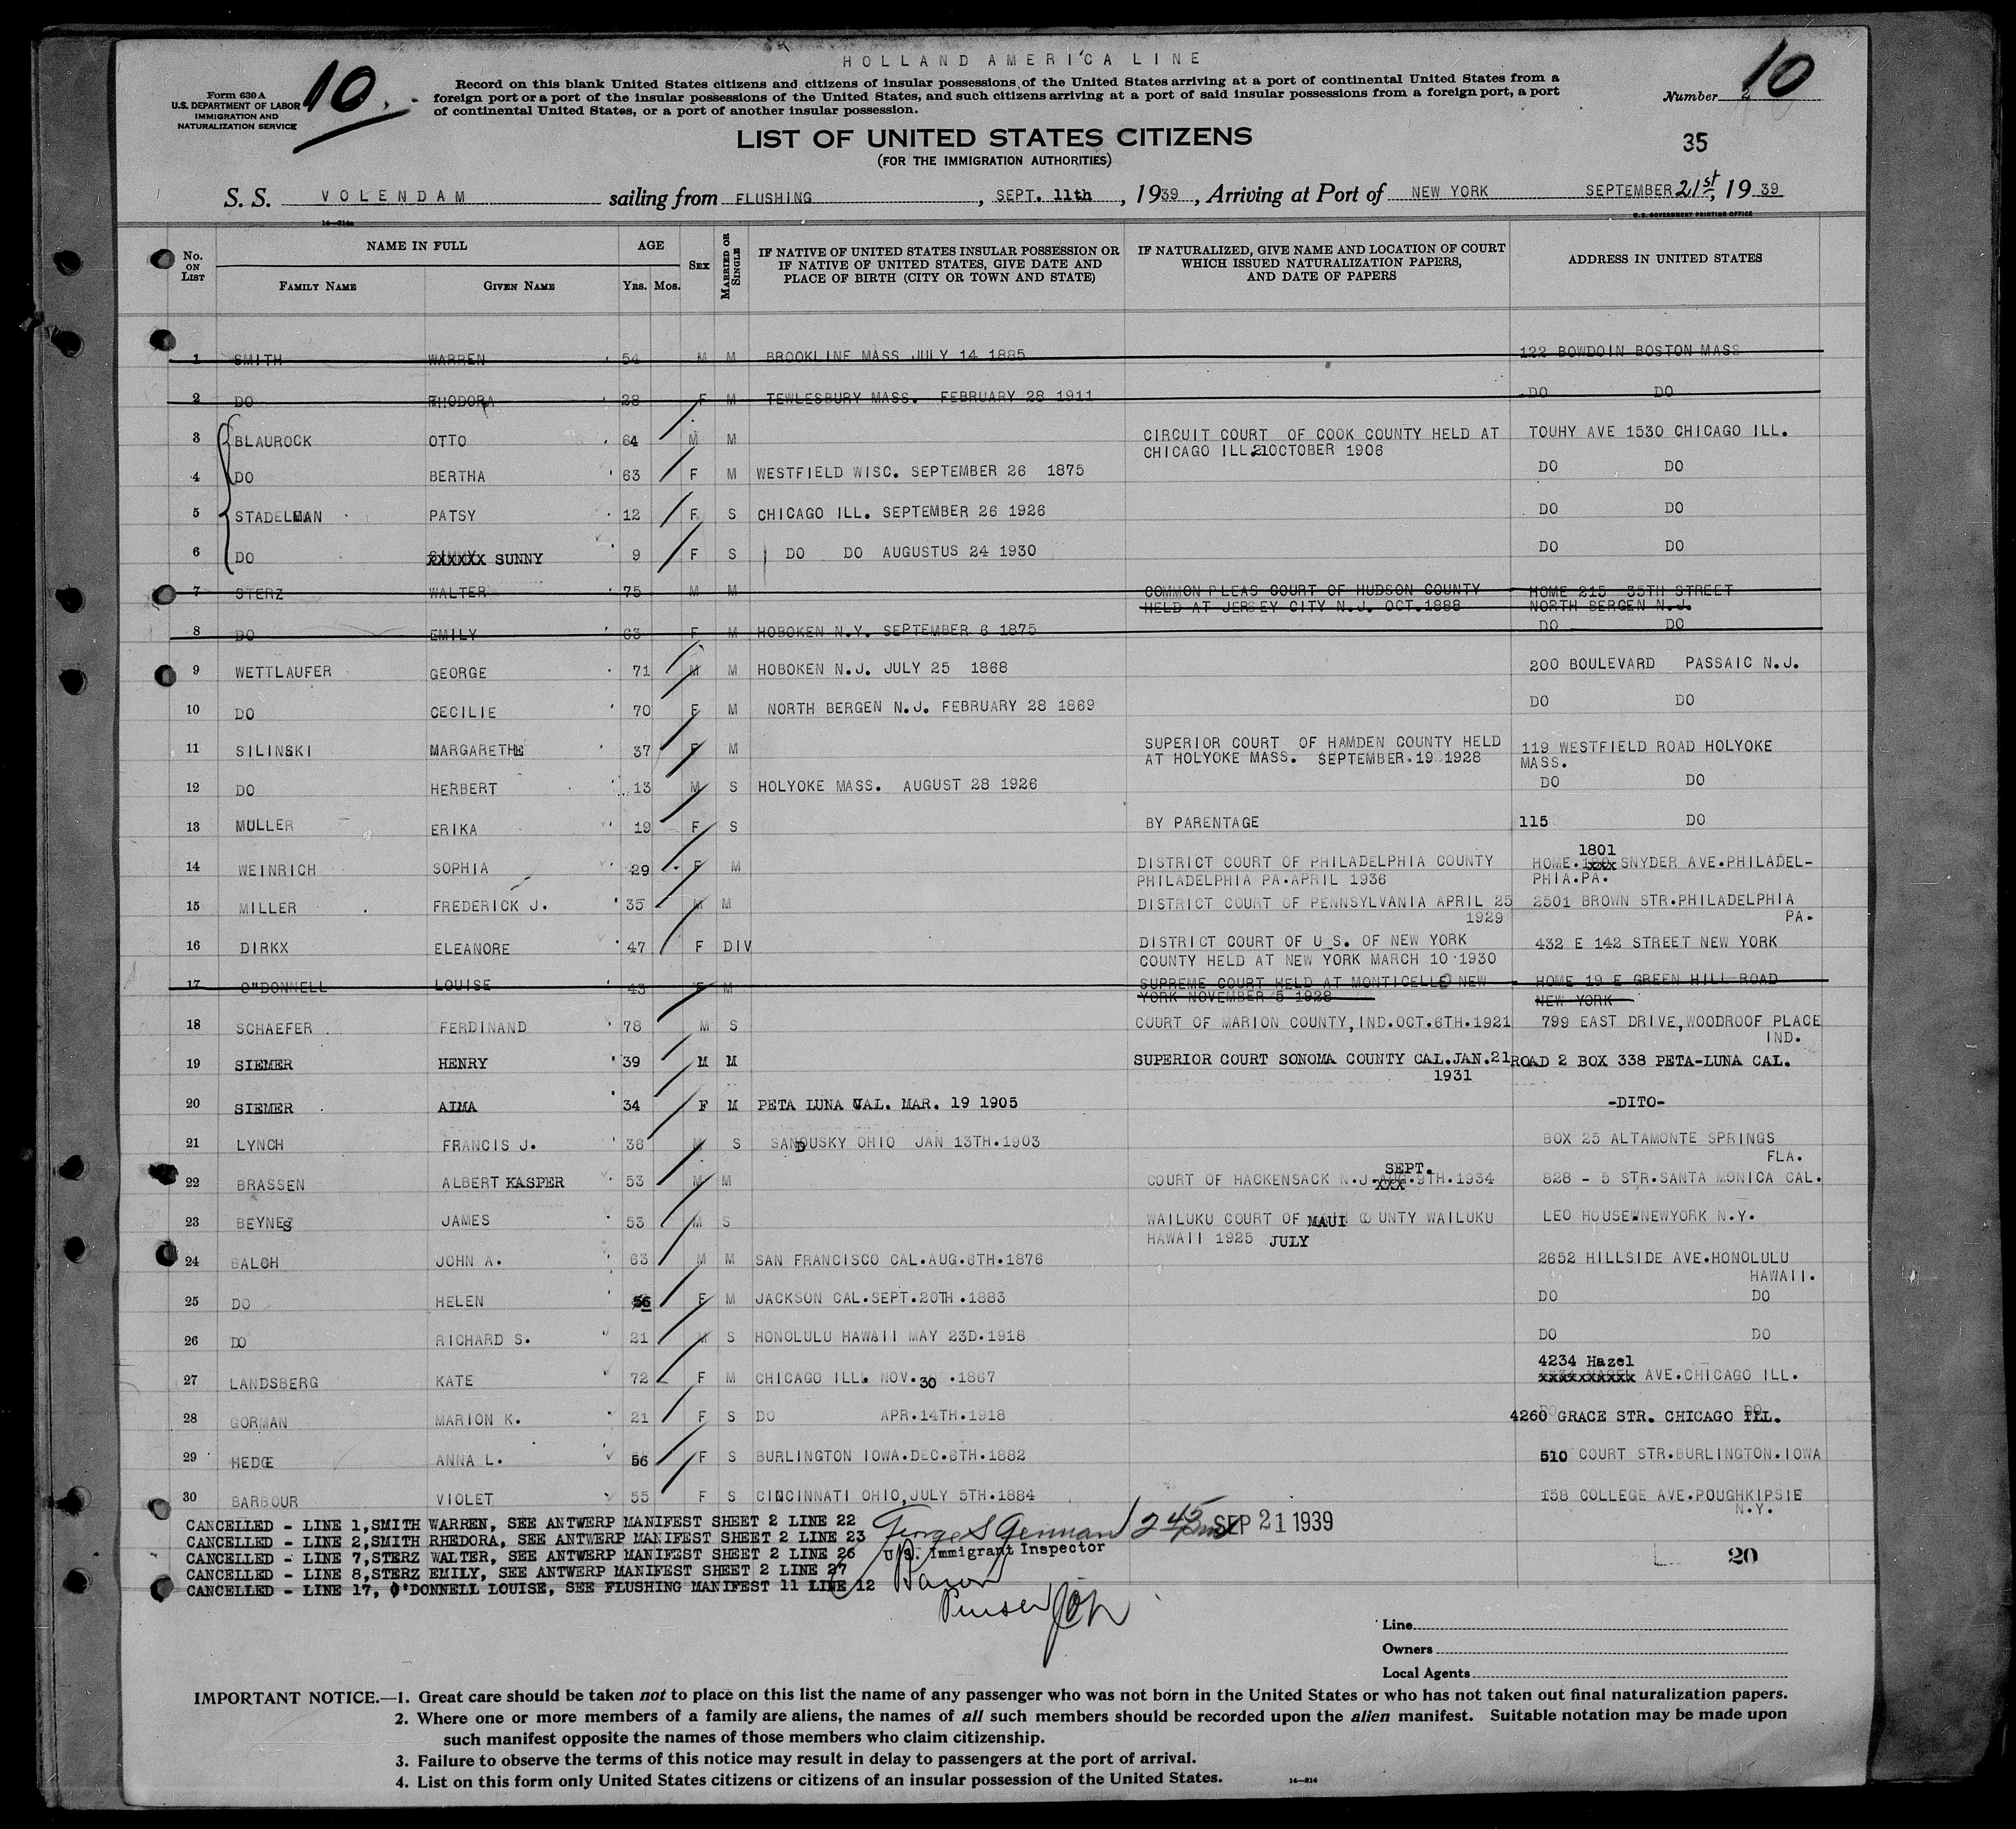 HOLLAND AMERICA LINE
Form 630 A
U.S. DEPARTMENT OF LABOR
IMMIGRATION AND
NATURALIZATION SERVICE
10
Record on this blank United States citizens and citizens of insular possessions of the United States arriving at a port of continental United States from a
foreign port or a port of the insular possessions of the United States, and such citizens arriving at a port of said insular possessions from a foreign port, a port
of continental United States, or a port of another insular possession.
Number 10
LIST OF UNITED STATES CITIZENS
(FOR THE IMMIGRATION AUTHORITIES)
35
S. S. VOLENDAM sailing from FLUSHING, SEPT. 11th, 1939, Arriving at Port of NEW YORK SEPTEMBER 21st, 1939
14—214a
U.S. GOVERNMENT PRINTING OFFICE
No. ON LIST
NAME IN FULL
FAMILY NAME
GIVEN NAME
AGE
YRS. MOS.
SEX
MARRIED OR SINGLE
IF NATIVE OF UNITED STATES INSULAR POSSESSION OR
IF NATIVE OF UNITED STATES, GIVE DATE AND
PLACE OF BIRTH (CITY OR TOWN AND STATE)
IF NATURALIZED, GIVE NAME AND LOCATION OF COURT
WHICH ISSUED NATURALIZATION PAPERS,
AND DATE OF PAPERS
ADDRESS IN UNITED STATES
1 SMITH WARREN 54 M M BROOKLINE MASS JULY 14 1885 122 BOWDOIN BOSTON MASS
2 DO RHODORA 28 F M TEWLESBURY MASS. FEBRUARY 28 1911 DO DO
3 BLAUROCK OTTO 64 M M CIRCUIT COURT OF COOK COUNTY HELD AT TOUHY AVE 1530 CHICAGO ILL.
CHICAGO ILL 21 OCTOBER 1906
4 DO BERTHA 63 F M WESTFIELD WISC. SEPTEMBER 26 1875 DO DO
5 STADELMAN PATSY 12 F S CHICAGO ILL. SEPTEMBER 26 1926 DO DO
6 DO XXXXXX SUNNY 9 F S DO DO AUGUSTUS 24 1930 DO DO
7 STERZ WALTER 75 M M COMMON PLEAS COURT OF HUDSON COUNTY HOME 215 35TH STREET
HELD AT JERSEY CITY N.J. OCT.1888 NORTH BERGEN N.J.
8 DO EMILY 63 F M HOBOKEN N.Y. SEPTEMBER 6 1875 DO DO
9 WETTLAUFER GEORGE 71 M M HOBOKEN N.J. JULY 25 1868 200 BOULEVARD PASSAIC N.J.
10 DO CECILIE 70 F M NORTH BERGEN N.J. FEBRUARY 28 1869 DO DO
11 SILINSKI MARGARETHE 37 F M SUPERIOR COURT OF HAMDEN COUNTY HELD 119 WESTFIELD ROAD HOLYOKE
AT HOLYOKE MASS. SEPTEMBER.19 1928 MASS.
12 DO HERBERT 13 M S HOLYOKE MASS. AUGUST 28 1926 DO DO
13 MULLER ERIKA 19 F S BY PARENTAGE 115 DO
14 WEINRICH SOPHIA 29 F M DISTRICT COURT OF PHILADELPHIA COUNTY HOME. 1801 xxx SNYDER AVE.PHILADEL-
PHILADELPHIA PA.APRIL 1936 PHIA.PA.
15 MILLER FREDERICK J. 35 M M DISTRICT COURT OF PENNSYLVANIA APRIL 25 2501 BROWN STR.PHILADELPHIA
1929 PA.
16 DIRKX ELEANORE 47 F DIV DISTRICT COURT OF U S. OF NEW YORK 432 E 142 STREET NEW YORK
COUNTY HELD AT NEW YORK MARCH 10 1930
17 O"DONNELL LOUISE 43 F M SUPREME COURT HELD AT MONTICELLO NEW HOME 19 E GREEN HILL ROAD
YORK NOVEMBER 5 1928 NEW YORK
18 SCHAEFER FERDINAND 78 M S COURT OF MARION COUNTY,IND.OCT.6TH.1921 799 EAST DRIVE,WOODROOF PLACE
IND.
19 SIEMER HENRY 39 M M SUPERIOR COURT SONOMA COUNTY CAL.JAN.21 ROAD 2 BOX 338 PETA-LUNA CAL.
1931
20 SIEMER AIMA 34 F M PETA LUNA CAL. MAR. 19 1905 -DITO-
21 LYNCH FRANCIS J. 36 M S SANDUSKY OHIO JAN 13TH.1903 BOX 25 ALTAMONTE SPRINGS
FLA.
22 BRASSEN ALBERT KASPER 53 M M COURT OF HACKENSACK N.J. SEPT. XXX.9TH.1934 828 - 5 STR.SANTA MONICA CAL.
23 BEYNES JAMES 53 M S WAILUKU COURT OF MAUI COUNTY WAILUKU LEO HOUSE NEWYORK N.Y.
HAWAII 1925 JULY
24 BALCH JOHN A. 63 M M SAN FRANCISCO CAL.AUG.6TH.1876 2652 HILLSIDE AVE.HONOLULU
HAWAII.
25 DO HELEN 56 F M JACKSON CAL.SEPT.20TH.1883 DO DO
26 DO RICHARD S. 21 M S HONOLULU HAWAII MAY 23D.1918 DO DO
27 LANDSBERG KATE 72 F M CHICAGO ILL. NOV.30 .1867 4234 Hazel xxxxxxxxxx AVE.CHICAGO ILL.
28 GORMAN MARION K. 21 F S DO APR.14TH.1918 4260 GRACE STR. CHICAGO ILL.
29 HEDGE ANNA L. 56 F S BURLINGTON IOWA.DEC.6TH.1882 510 COURT STR.BURLINGTON.IOWA
30 BARBOUR VIOLET 55 F S CINCINNATI OHIO,JULY 5TH.1884 158 COLLEGE AVE.POUGHKIPSIE
N.Y.
CANCELLED - LINE 1,SMITH WARREN, SEE ANTWERP MANIFEST SHEET 2 LINE 22
CANCELLED - LINE 2,SMITH RHEDORA, SEE ANTWERP MANIFEST SHEET 2 LINE 23
CANCELLED - LINE 7,STERZ WALTER, SEE ANTWERP MANIFEST SHEET 2 LINE 26
CANCELLED - LINE 8,STERZ EMILY, SEE ANTWERP MANIFEST SHEET 2 LINE 27
CANCELLED - LINE 17, O'DONNELL LOUISE, SEE FLUSHING MANIFEST 11 LINE 12
George S German 2 45 pm SEP 21 1939
U.S. Immigrant Inspector
20
Purser
Line
Owners
Local Agents
IMPORTANT NOTICE.—1. Great care should be taken not to place on this list the name of any passenger who was not born in the United States or who has not taken out final naturalization papers.
2. Where one or more members of a family are aliens, the names of all such members should be recorded upon the alien manifest. Suitable notation may be made upon
such manifest opposite the names of those members who claim citizenship.
3. Failure to observe the terms of this notice may result in delay to passengers at the port of arrival.
4. List on this form only United States citizens or citizens of an insular possession of the United States.
14—214